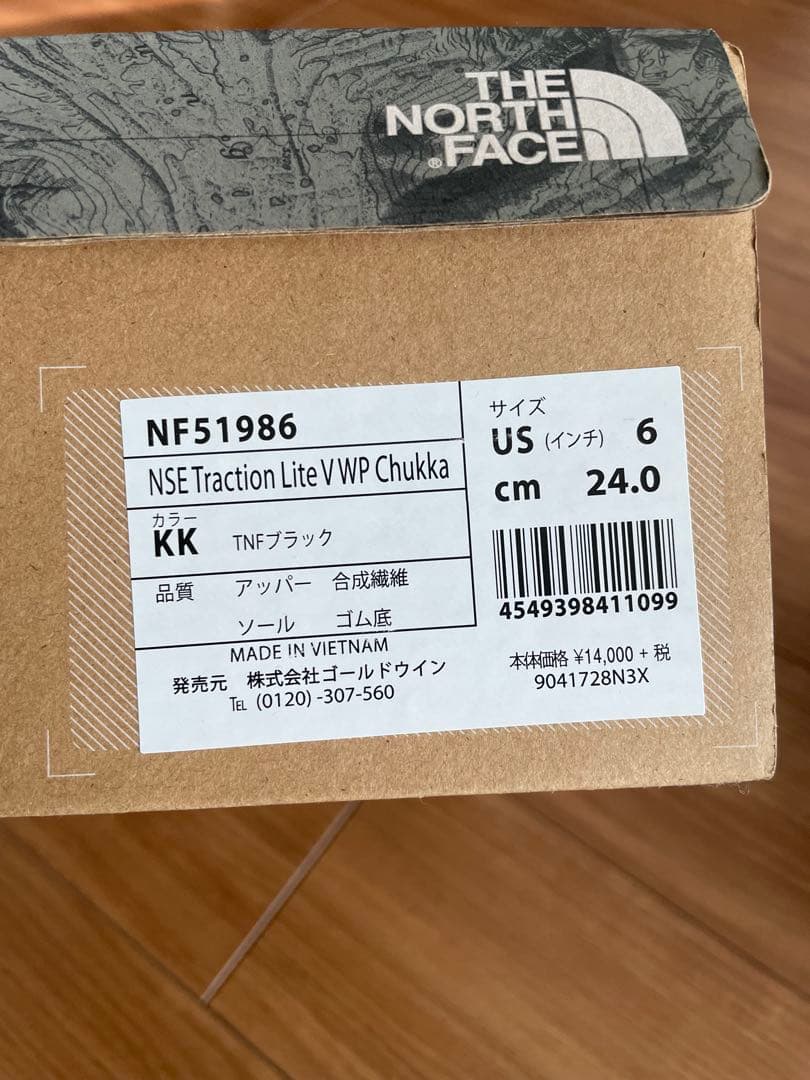 THE
NORTH
FACE
®
NF51986
NSE Traction Lite V WP Chukka
カラー
KK TNFブラック
品質 アッパー 合成繊維
ソール ゴム底
MADE IN VIETNAM
発売元 株式会社ゴールドウイン
TEL (0120) -307-560
サイズ
US (インチ) 6
cm 24.0
4549398411099
本体価格 ¥14,000 + 税
9041728N3X